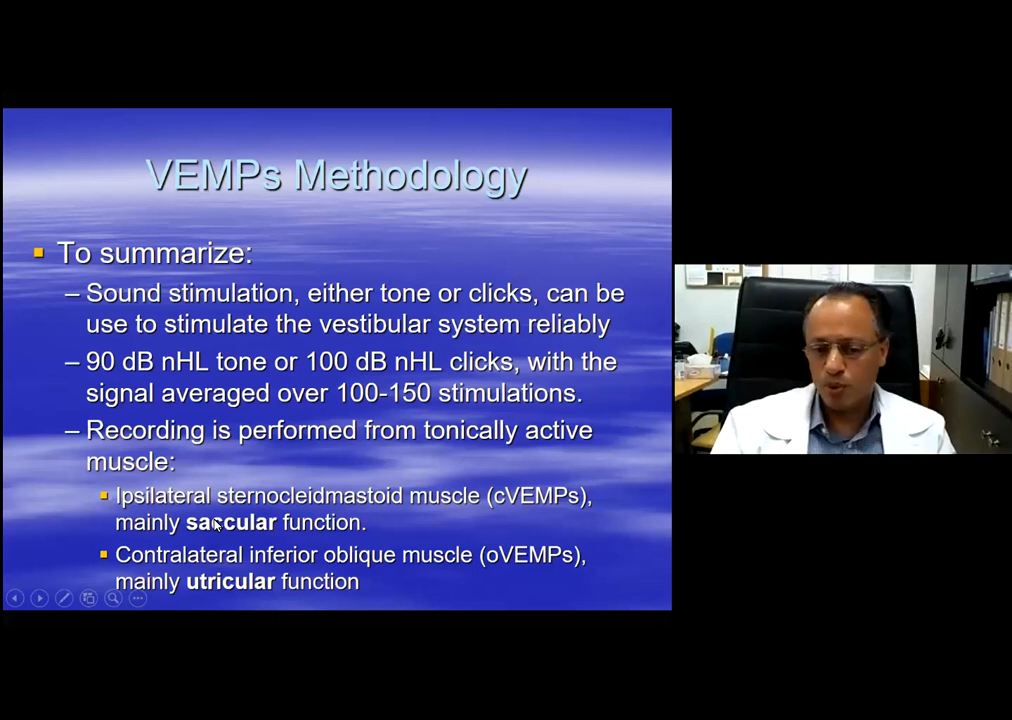 VEMPs Methodology
▪ To summarize:
– Sound stimulation, either tone or clicks, can be
use to stimulate the vestibular system reliably
– 90 dB nHL tone or 100 dB nHL clicks, with the
signal averaged over 100-150 stimulations.
– Recording is performed from tonically active
muscle:
▪ Ipsilateral sternocleidmastoid muscle (cVEMPs),
mainly saccular function.
▪ Contralateral inferior oblique muscle (oVEMPs),
mainly utricular function